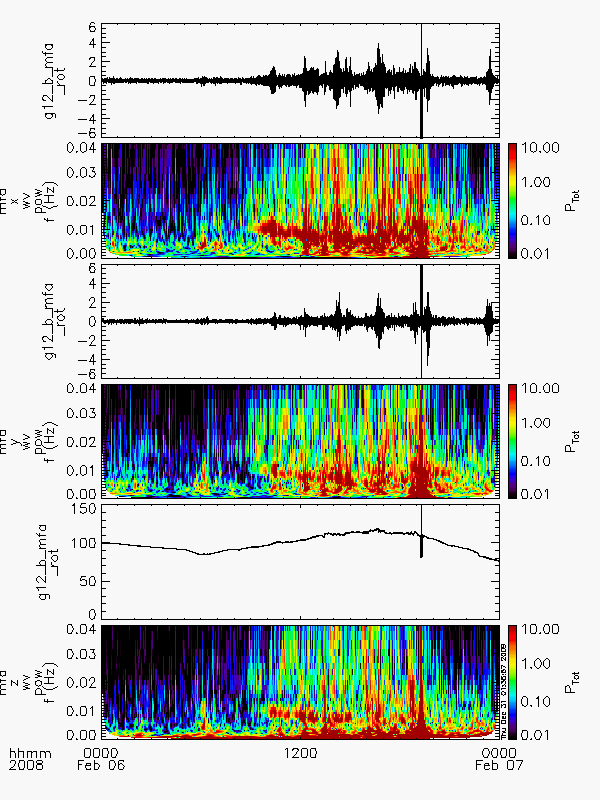 6
4
2
0
−2
−4
−6
g12_b_mfa
_rot
0.04
0.03
0.02
0.01
0.00
mfa
x
wv
pow
f (Hz)
10.00
1.00
0.10
0.01
P_Tot
6
4
2
0
−2
−4
−6
g12_b_mfa
_rot
0.04
0.03
0.02
0.01
0.00
mfa
y
wv
pow
f (Hz)
10.00
1.00
0.10
0.01
P_Tot
150
100
50
0
g12_b_mfa
_rot
0.04
0.03
0.02
0.01
0.00
mfa
z
wv
pow
f (Hz)
10.00
1.00
0.10
0.01
P_Tot
Thu Dec 31 2009
hhmm 0000 1200 0000
2008 Feb 06 Feb 07